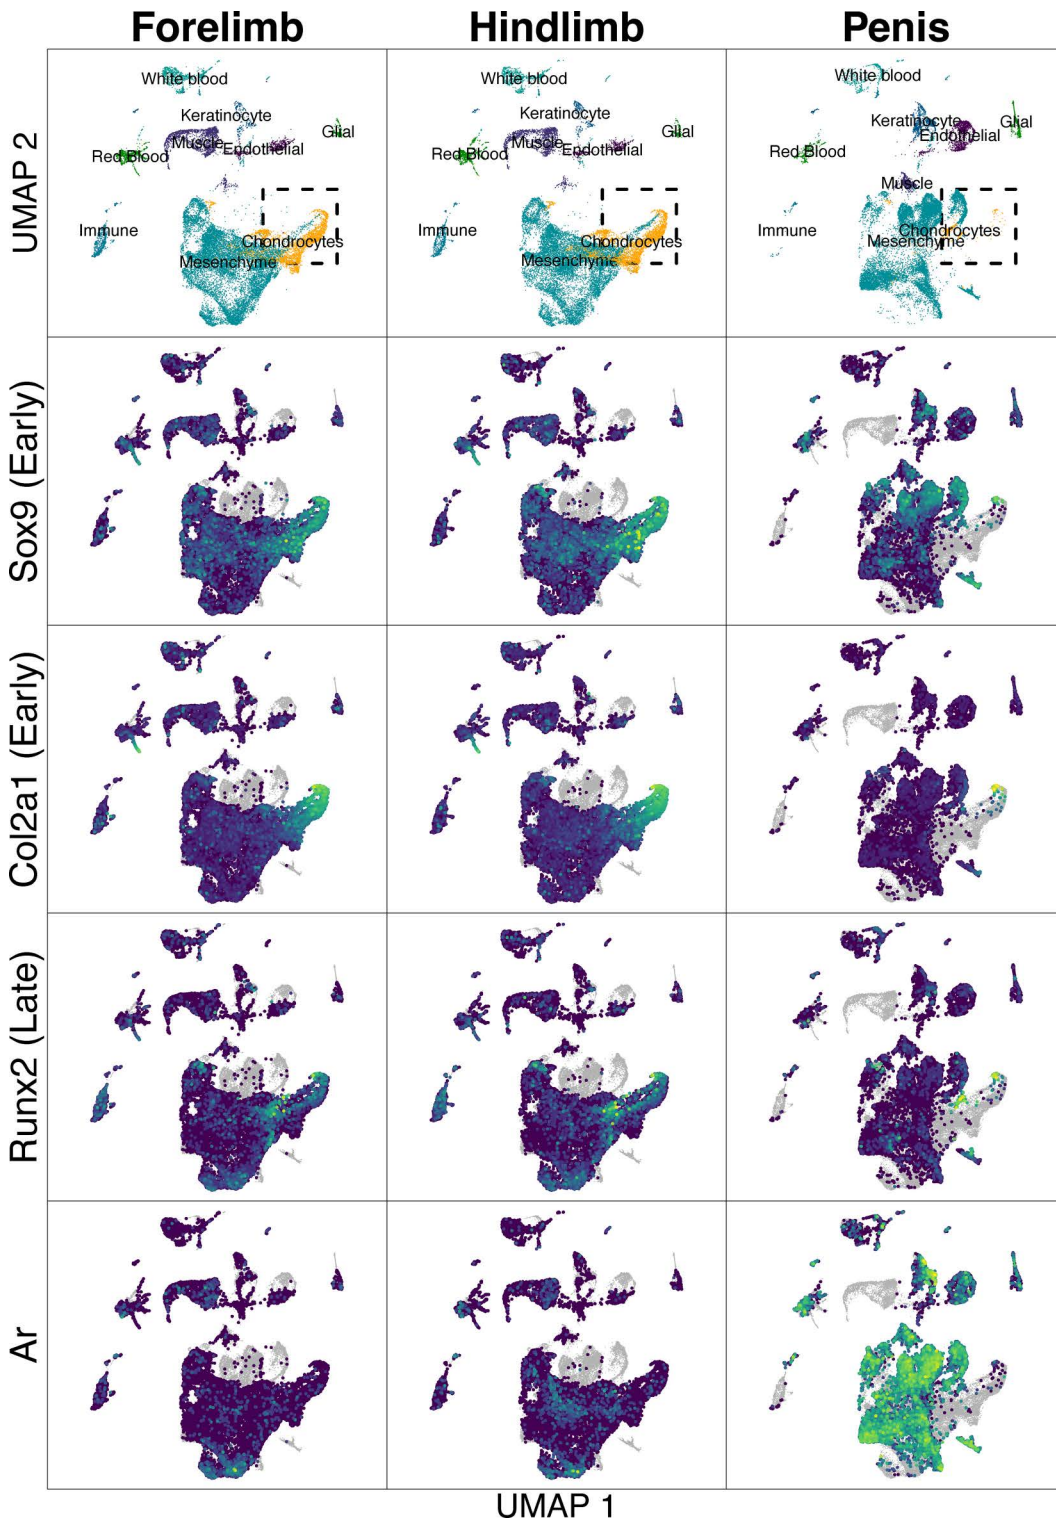 Forelimb
Hindlimb
Penis
UMAP 2
White blood
Keratinocyte
Muscle
Endothelial
Glial
Red Blood
Immune
Chondrocytes
Mesenchyme
White blood
Keratinocyte
Muscle
Endothelial
Glial
Red Blood
Immune
Chondrocytes
Mesenchyme
White blood
Keratinocyte
Endothelial
Glial
Red Blood
Muscle
Immune
Chondrocytes
Mesenchyme
Sox9 (Early)
Col2a1 (Early)
Runx2 (Late)
Ar
UMAP 1